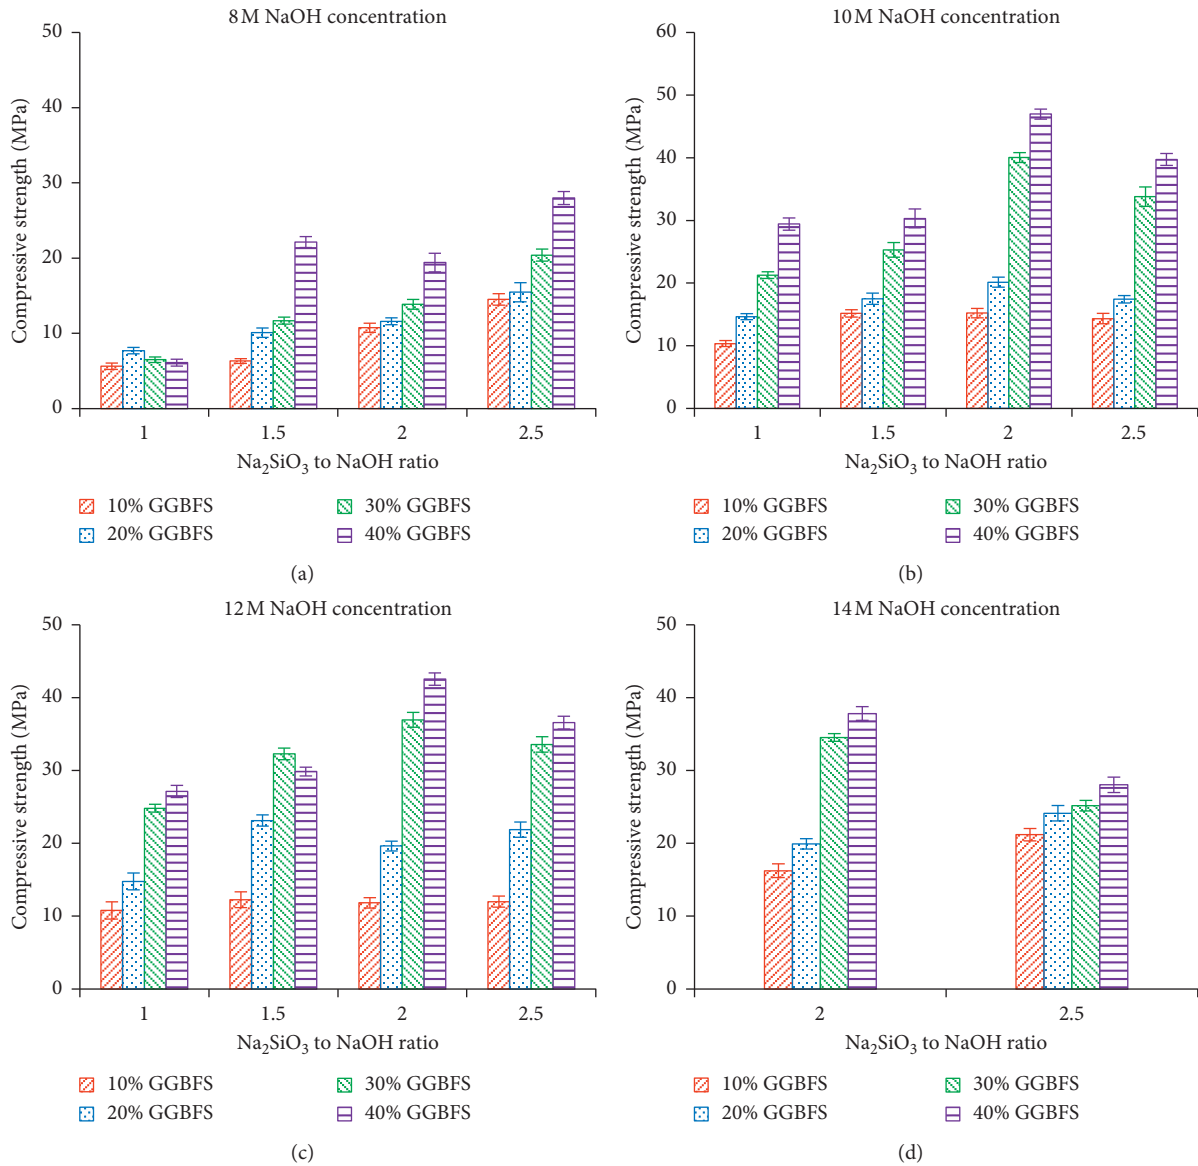 8 M NaOH concentration
Compressive strength (MPa)
50
40
30
20
10
0
1 1.5 2 2.5
Na₂SiO₃ to NaOH ratio
10% GGBFS 30% GGBFS
20% GGBFS 40% GGBFS
(a)
10 M NaOH concentration
Compressive strength (MPa)
60
50
40
30
20
10
0
1 1.5 2 2.5
Na₂SiO₃ to NaOH ratio
10% GGBFS 30% GGBFS
20% GGBFS 40% GGBFS
(b)
12 M NaOH concentration
Compressive strength (MPa)
50
40
30
20
10
0
1 1.5 2 2.5
Na₂SiO₃ to NaOH ratio
10% GGBFS 30% GGBFS
20% GGBFS 40% GGBFS
(c)
14 M NaOH concentration
Compressive strength (MPa)
50
40
30
20
10
0
2 2.5
Na₂SiO₃ to NaOH ratio
10% GGBFS 30% GGBFS
20% GGBFS 40% GGBFS
(d)